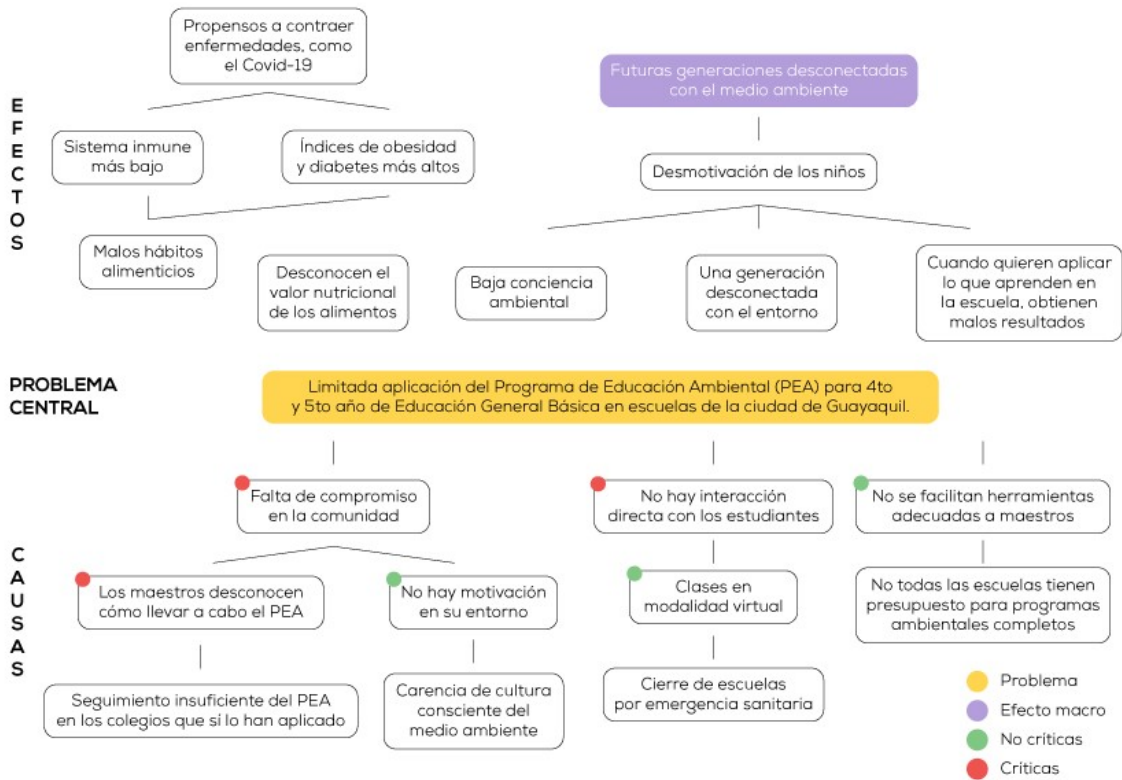 Propensos a contraer
enfermedades, como
el Covid-19
Futuras generaciones desconectadas
con el medio ambiente
EFECTOS
Sistema inmune
más bajo
Índices de obesidad
y diabetes más altos
Desmotivación de los niños
Malos hábitos
alimenticios
Desconocen el
valor nutricional
de los alimentos
Baja conciencia
ambiental
Una generación
desconectada
con el entorno
Cuando quieren aplicar
lo que aprenden en
la escuela, obtienen
malos resultados
PROBLEMA
CENTRAL
Limitada aplicación del Programa de Educación Ambiental (PEA) para 4to
y 5to año de Educación General Básica en escuelas de la ciudad de Guayaquil.
Falta de compromiso
en la comunidad
No hay interacción
directa con los estudiantes
No se facilitan herramientas
adecuadas a maestros
CAUSAS
Los maestros desconocen
cómo llevar a cabo el PEA
No hay motivación
en su entorno
Clases en
modalidad virtual
No todas las escuelas tienen
presupuesto para programas
ambientales completos
Seguimiento insuficiente del PEA
en los colegios que sí lo han aplicado
Carencia de cultura
consciente del
medio ambiente
Cierre de escuelas
por emergencia sanitaria
Problema
Efecto macro
No críticas
Críticas